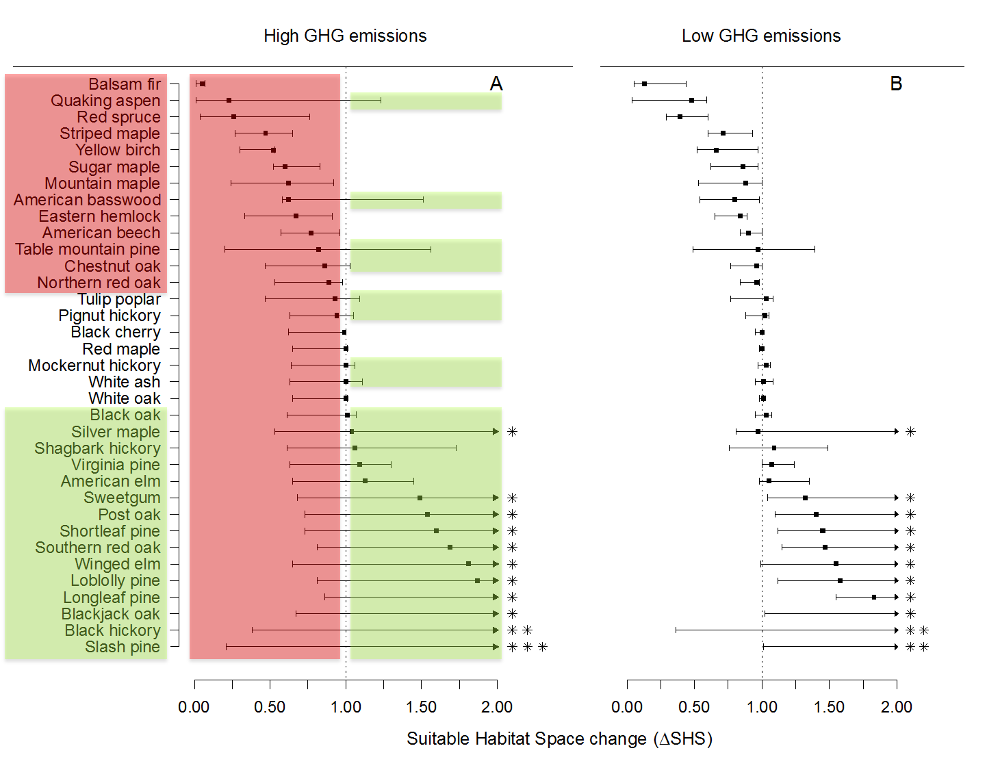 High GHG emissions
Low GHG emissions
A
B
Balsam fir
Quaking aspen
Red spruce
Striped maple
Yellow birch
Sugar maple
Mountain maple
American basswood
Eastern hemlock
American beech
Table mountain pine
Chestnut oak
Northern red oak
Tulip poplar
Pignut hickory
Black cherry
Red maple
Mockernut hickory
White ash
White oak
Black oak
Silver maple
Shagbark hickory
Virginia pine
American elm
Sweetgum
Post oak
Shortleaf pine
Southern red oak
Winged elm
Loblolly pine
Longleaf pine
Blackjack oak
Black hickory
Slash pine
0.00 0.50 1.00 1.50 2.00
0.00 0.50 1.00 1.50 2.00
Suitable Habitat Space change (ΔSHS)